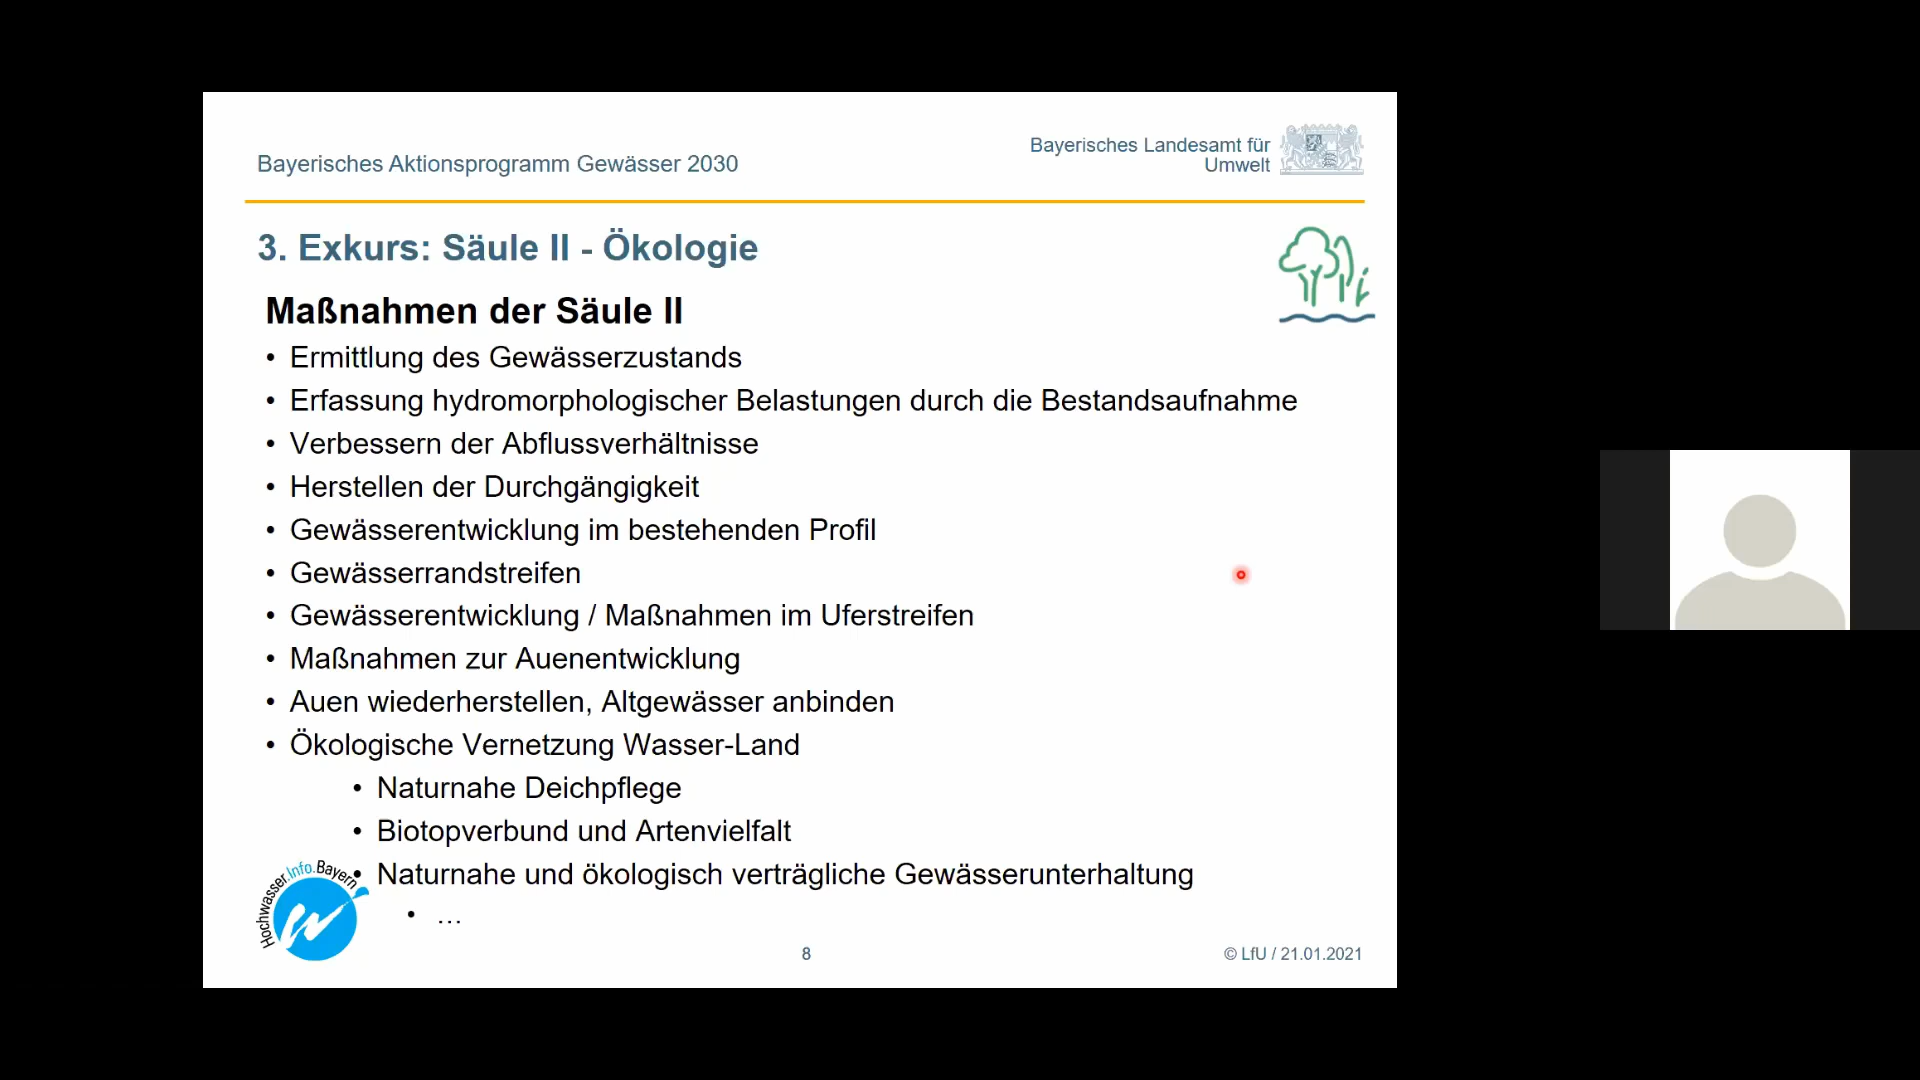 Bayerisches Aktionsprogramm Gewässer 2030
Bayerisches Landesamt für
Umwelt
3. Exkurs: Säule II - Ökologie
Maßnahmen der Säule II
• Ermittlung des Gewässerzustands
• Erfassung hydromorphologischer Belastungen durch die Bestandsaufnahme
• Verbessern der Abflussverhältnisse
• Herstellen der Durchgängigkeit
• Gewässerentwicklung im bestehenden Profil
• Gewässerrandstreifen
• Gewässerentwicklung / Maßnahmen im Uferstreifen
• Maßnahmen zur Auenentwicklung
• Auen wiederherstellen, Altgewässer anbinden
• Ökologische Vernetzung Wasser-Land
• Naturnahe Deichpflege
• Biotopverbund und Artenvielfalt
• Naturnahe und ökologisch verträgliche Gewässerunterhaltung
• …
Hochwasser.Info.Bayern
8
© LfU / 21.01.2021